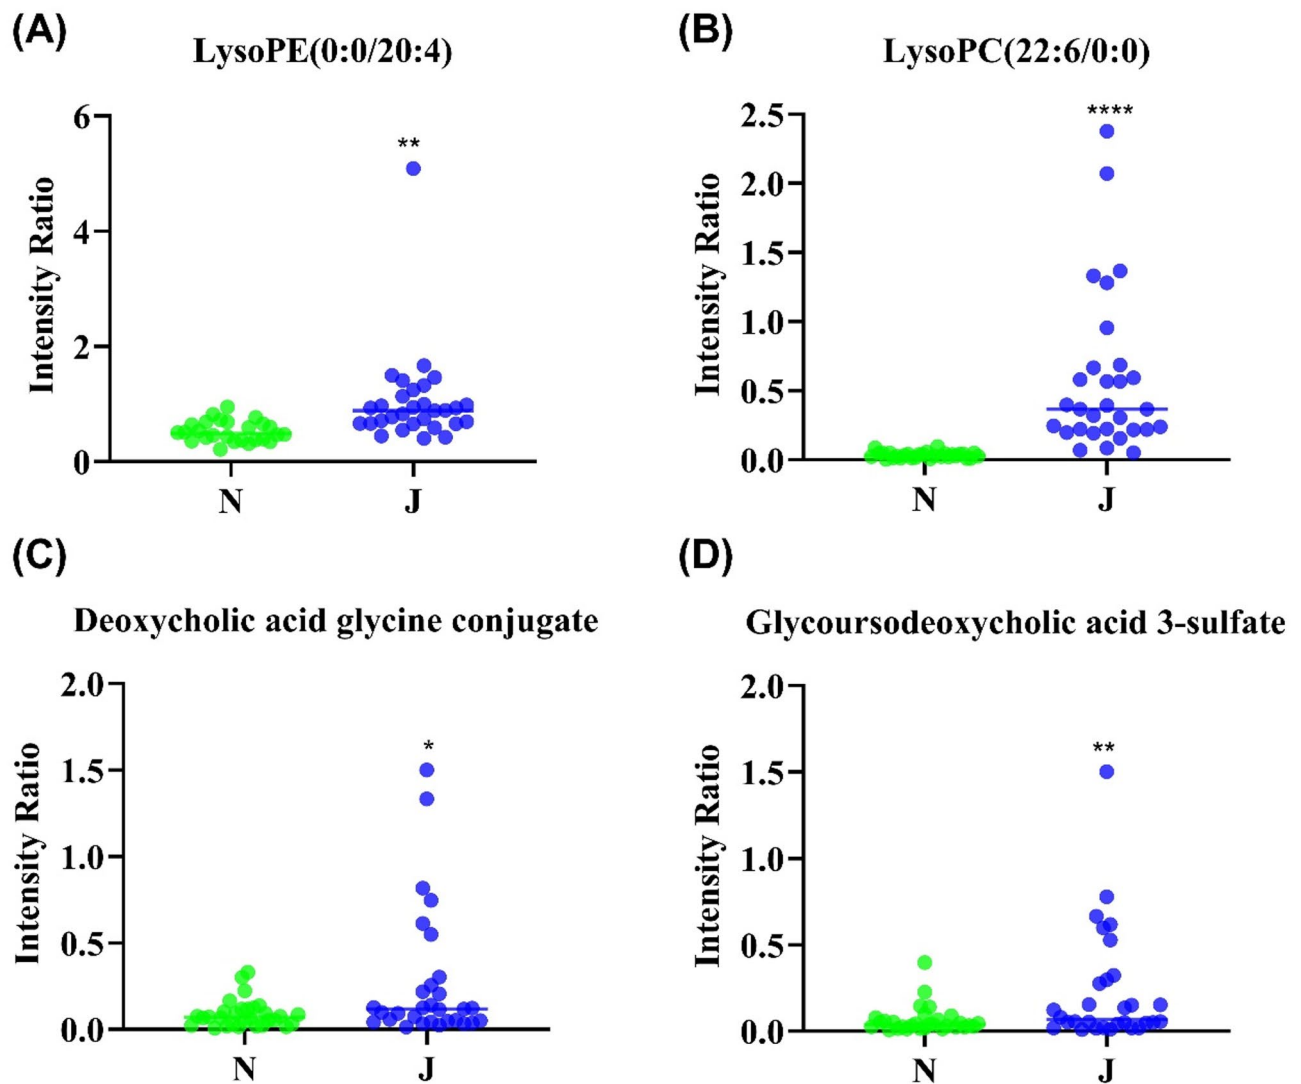 (A)
LysoPE(0:0/20:4)
Intensity Ratio
6
4
2
0
**
N
J
(B)
LysoPC(22:6/0:0)
Intensity Ratio
2.5
2.0
1.5
1.0
0.5
0.0
****
N
J
(C)
Deoxycholic acid glycine conjugate
Intensity Ratio
2.0
1.5
1.0
0.5
0.0
*
N
J
(D)
Glycoursodeoxycholic acid 3-sulfate
Intensity Ratio
2.0
1.5
1.0
0.5
0.0
**
N
J